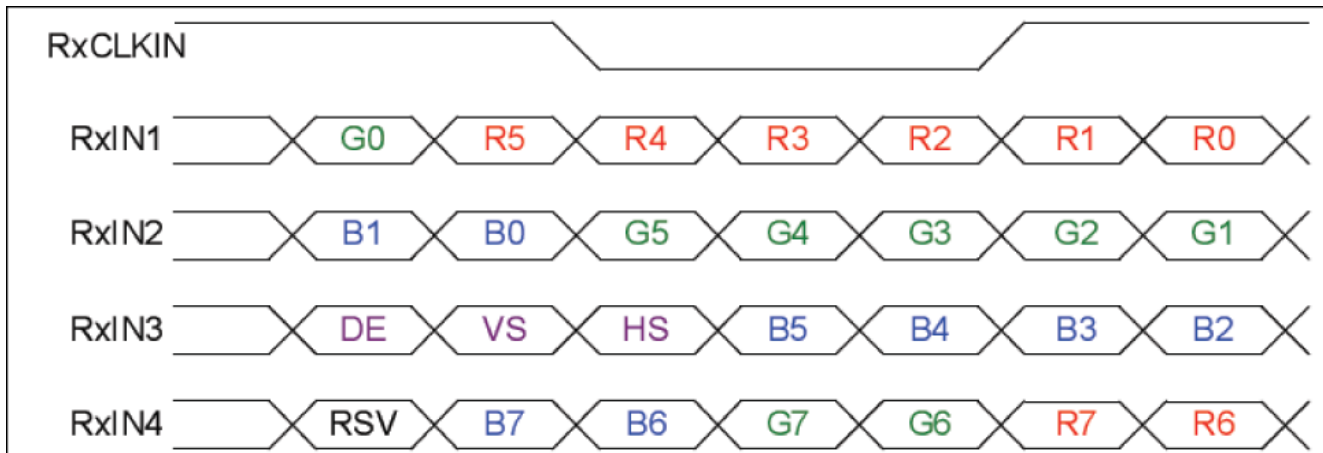 RxCLKIN
RxIN1 G0 R5 R4 R3 R2 R1 R0
RxIN2 B1 B0 G5 G4 G3 G2 G1
RxIN3 DE VS HS B5 B4 B3 B2
RxIN4 RSV B7 B6 G7 G6 R7 R6